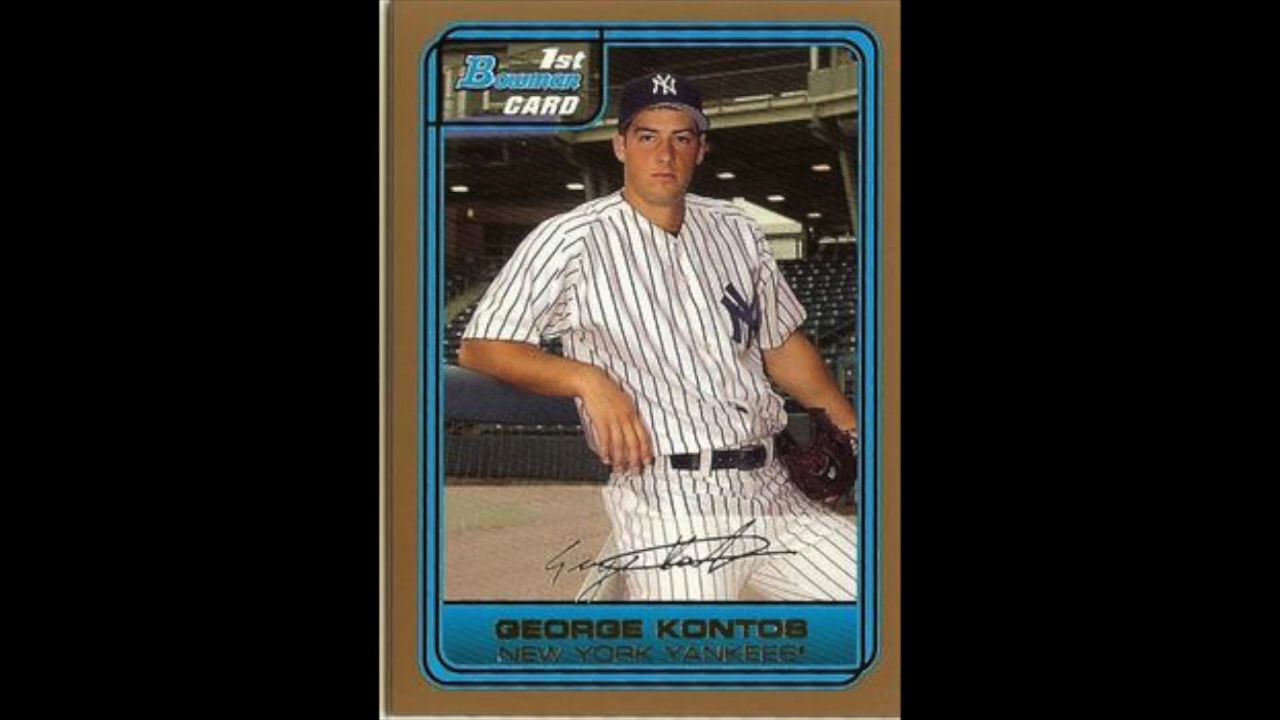 1st
Bowman
CARD
NY
NY
GEORGE KONTOS
NEW YORK YANKEES®